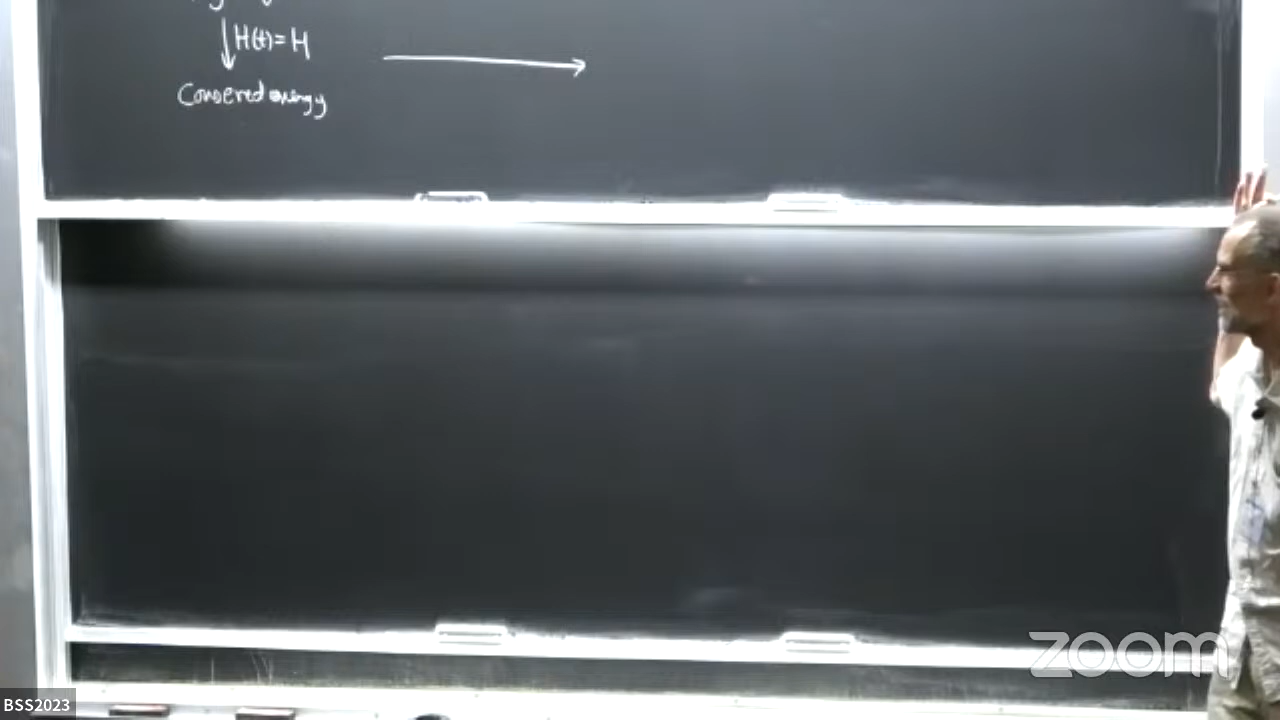 H(t) = H
Conserved energy
zoom
BSS2023